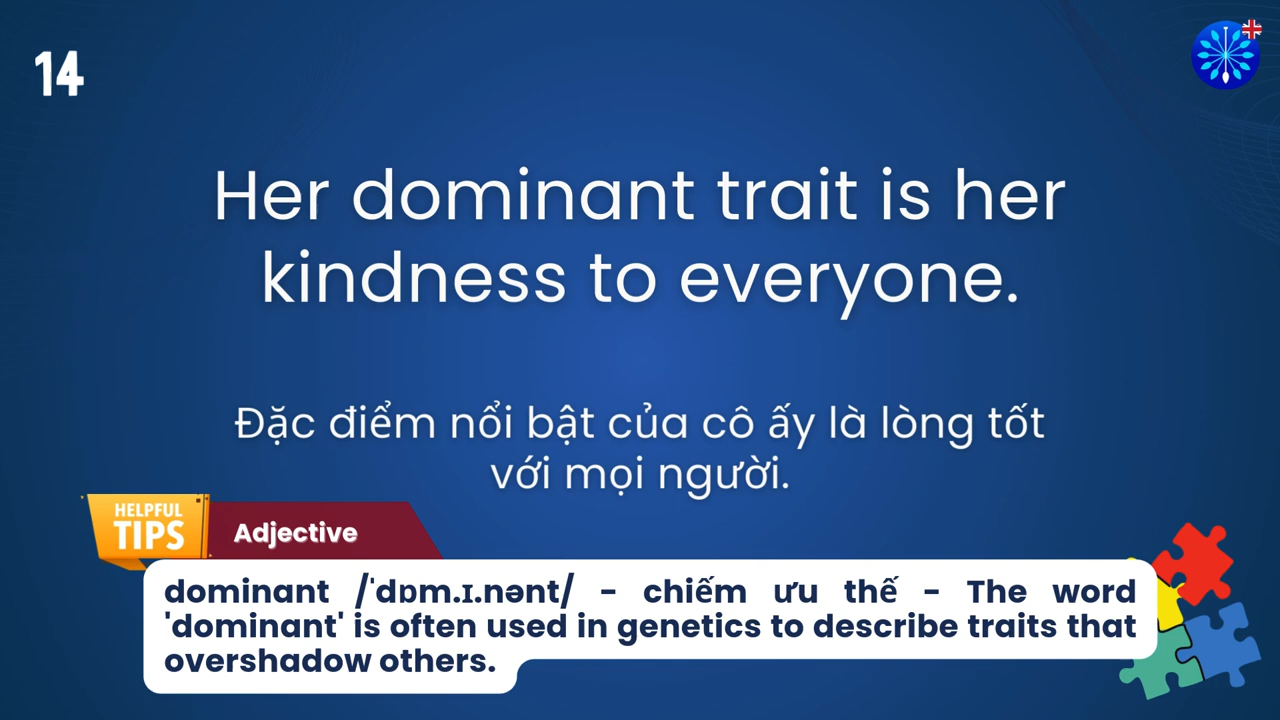 14
Her dominant trait is her
kindness to everyone.
Đặc điểm nổi bật của cô ấy là lòng tốt
với mọi người.
HELPFUL
TIPS
Adjective
dominant /ˈdɒm.ɪ.nənt/ - chiếm ưu thế - The word
'dominant' is often used in genetics to describe traits that
overshadow others.